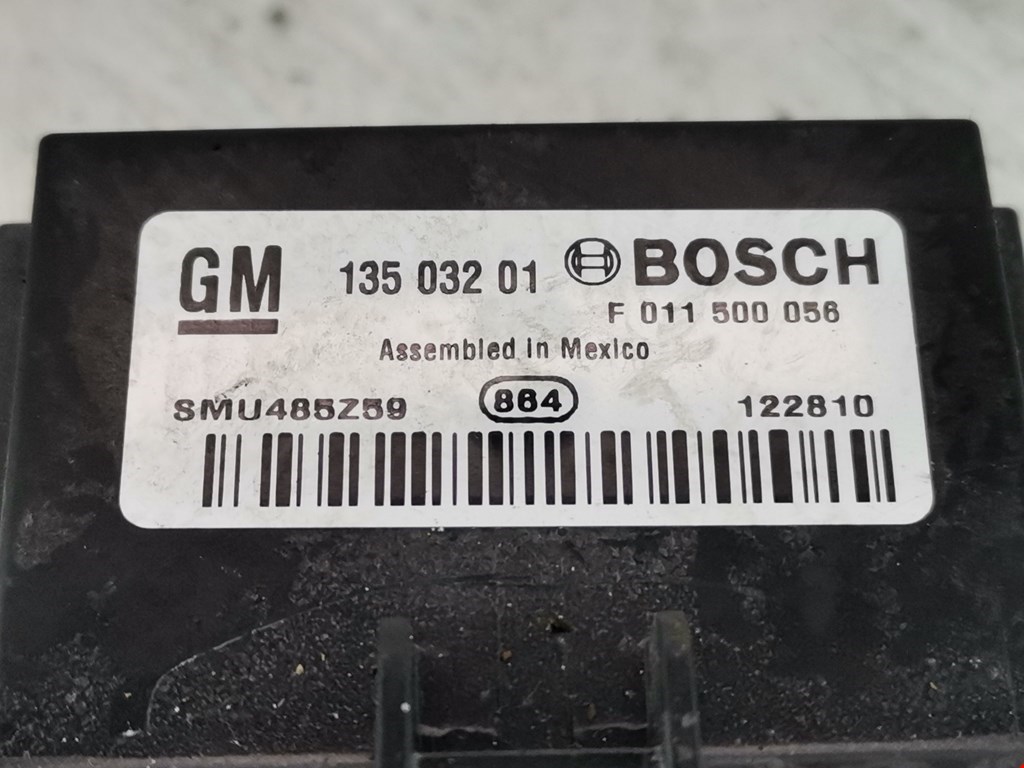 GM 135 032 01 BOSCH
F 011 500 056
Assembled in Mexico
SMU485Z59 864 122810